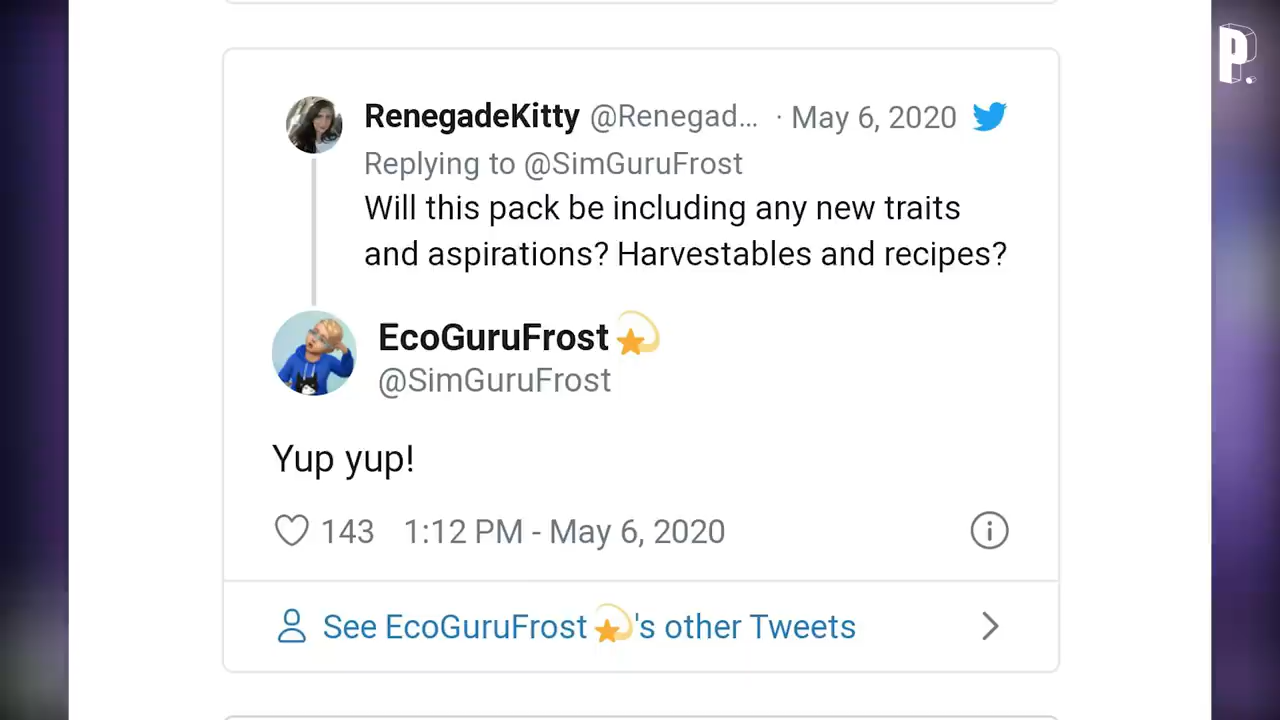 RenegadeKitty @Renegad... · May 6, 2020
Replying to @SimGuruFrost
Will this pack be including any new traits
and aspirations? Harvestables and recipes?
EcoGuruFrost💫
@SimGuruFrost
Yup yup!
143 1:12 PM - May 6, 2020
See EcoGuruFrost💫's other Tweets
P.